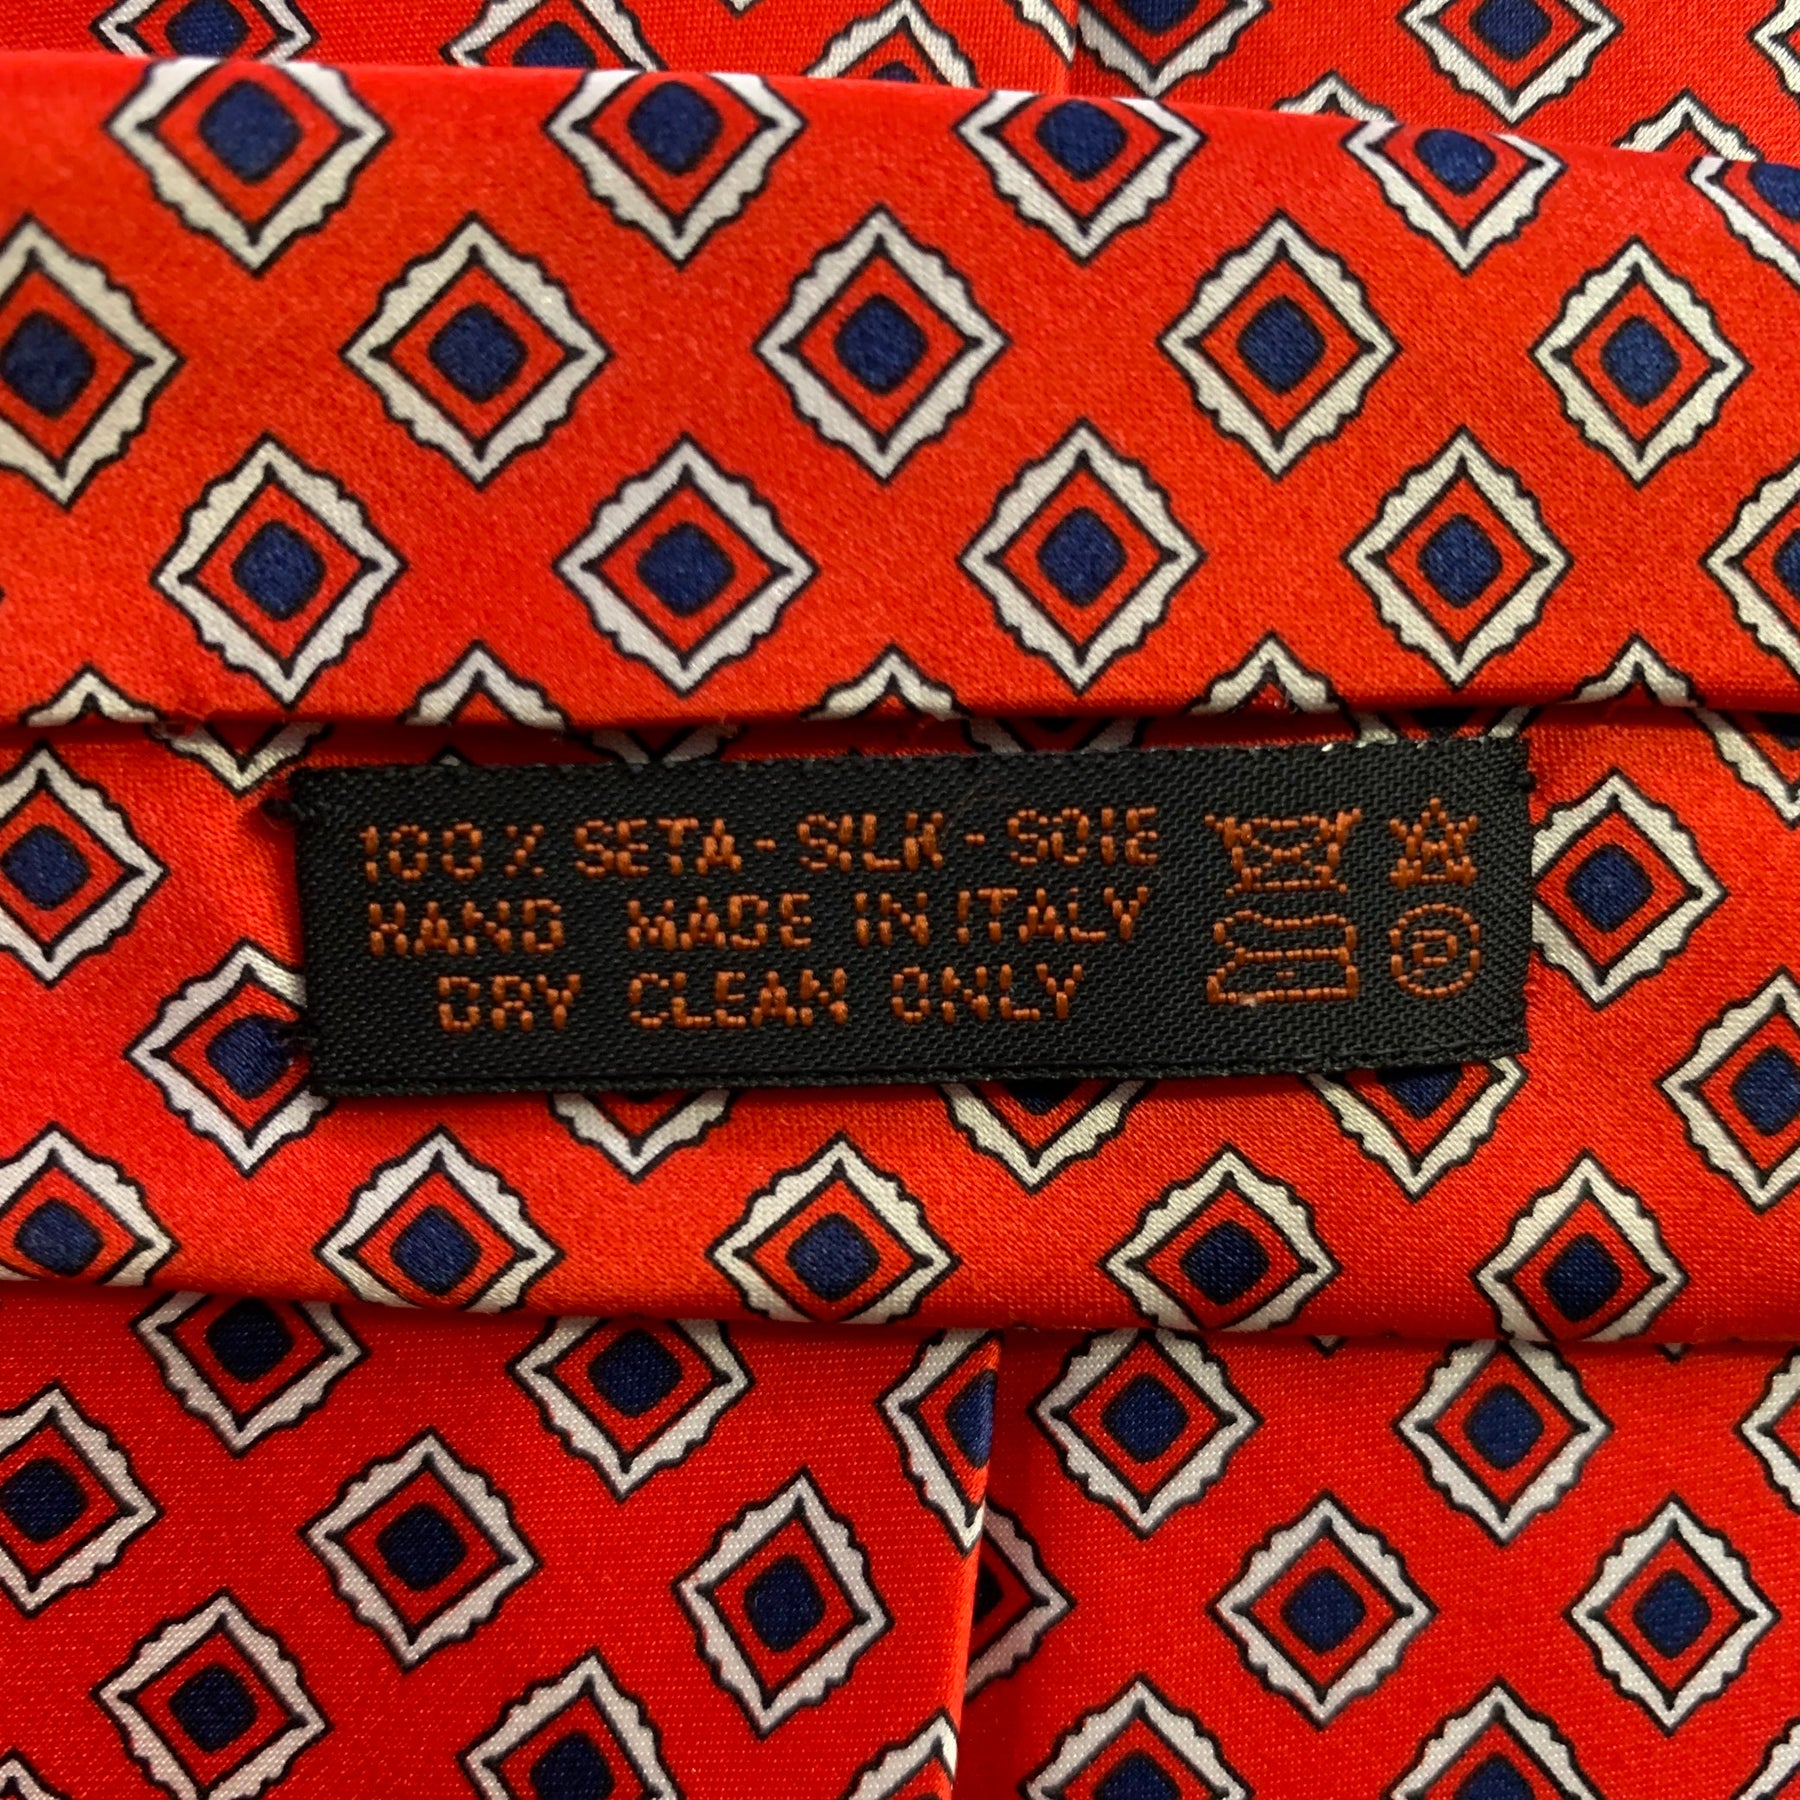 100% SETA-SILK-SOIE
HAND MADE IN ITALY
DRY CLEAN ONLY
A
P